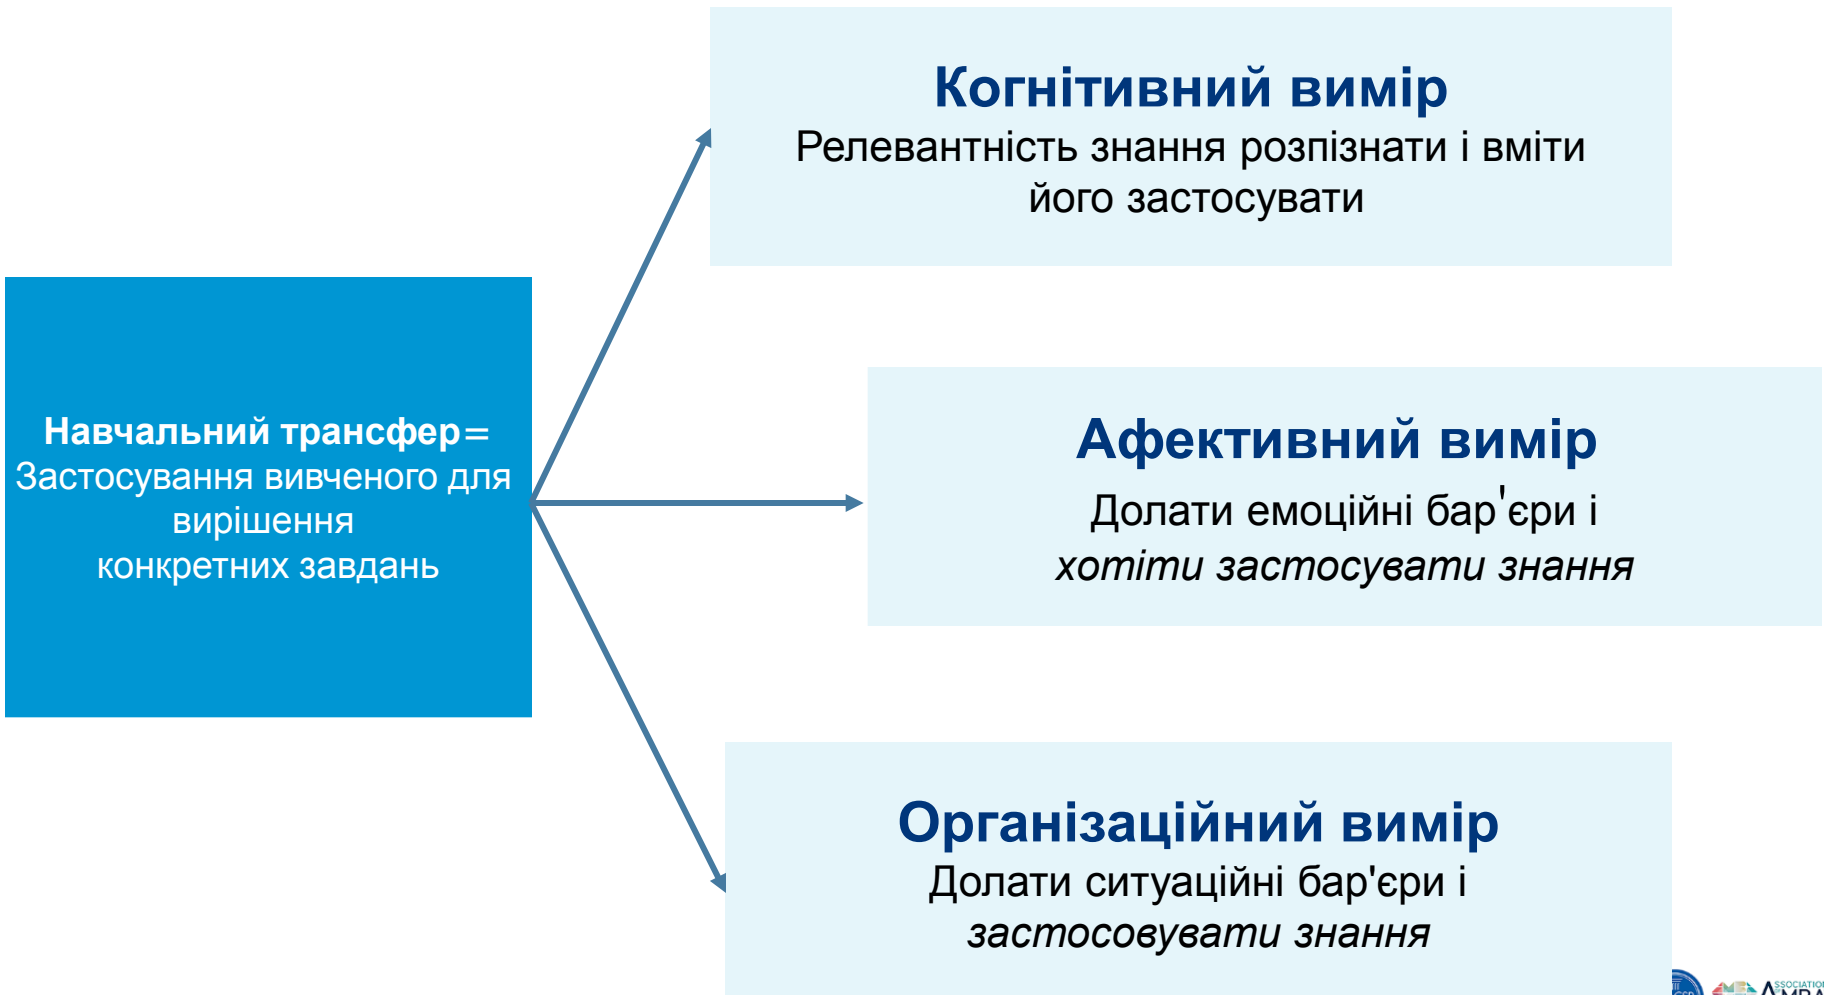 Когнітивний вимір
Релевантність знання розпізнати і вміти
його застосувати
Навчальний трансфер=
Застосування вивченого для
вирішення
конкретних завдань
Афективний вимір
Долати емоційні бар'єри і
хотіти застосувати знання
Організаційний вимір
Долати ситуаційні бар'єри і
застосовувати знання